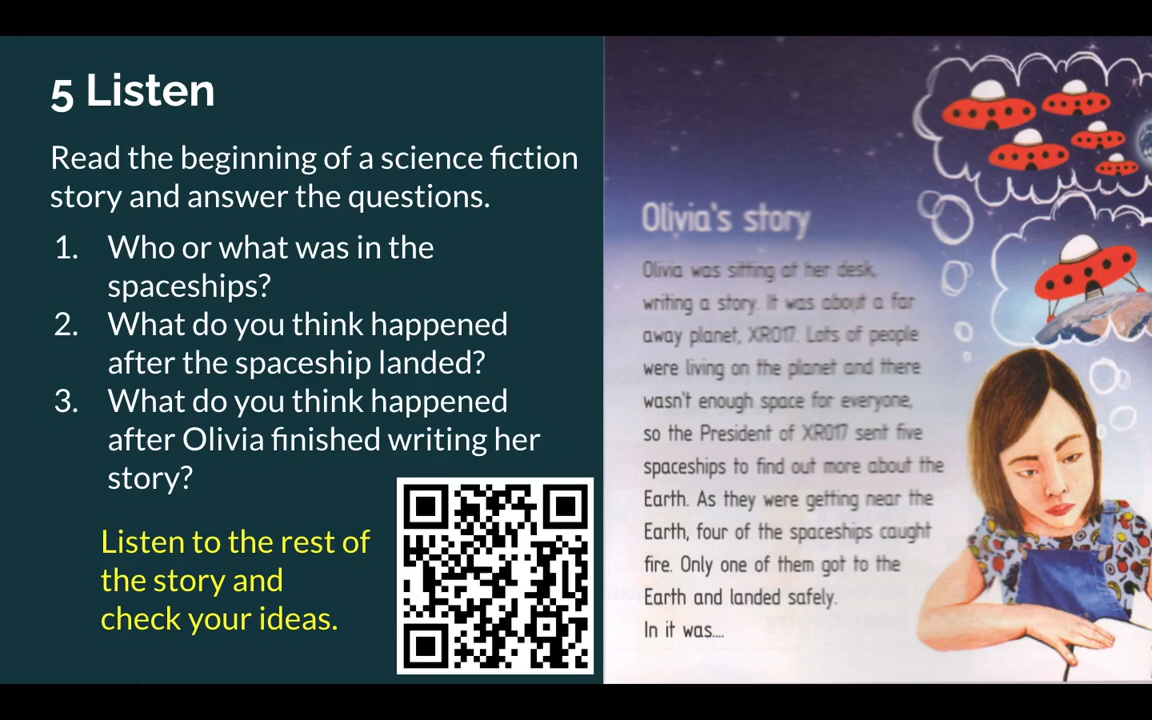 5 Listen
Read the beginning of a science fiction
story and answer the questions.
1. Who or what was in the
spaceships?
2. What do you think happened
after the spaceship landed?
3. What do you think happened
after Olivia finished writing her
story?
Listen to the rest of
the story and
check your ideas.
Olivia's story
Olivia was sitting at her desk,
writing a story. It was about a far
away planet, XR017. Lots of people
were living on the planet and there
wasn't enough space for everyone,
so the President of XR017 sent five
spaceships to find out more about the
Earth. As they were getting near the
Earth, four of the spaceships caught
fire. Only one of them got to the
Earth and landed safely.
In it was....